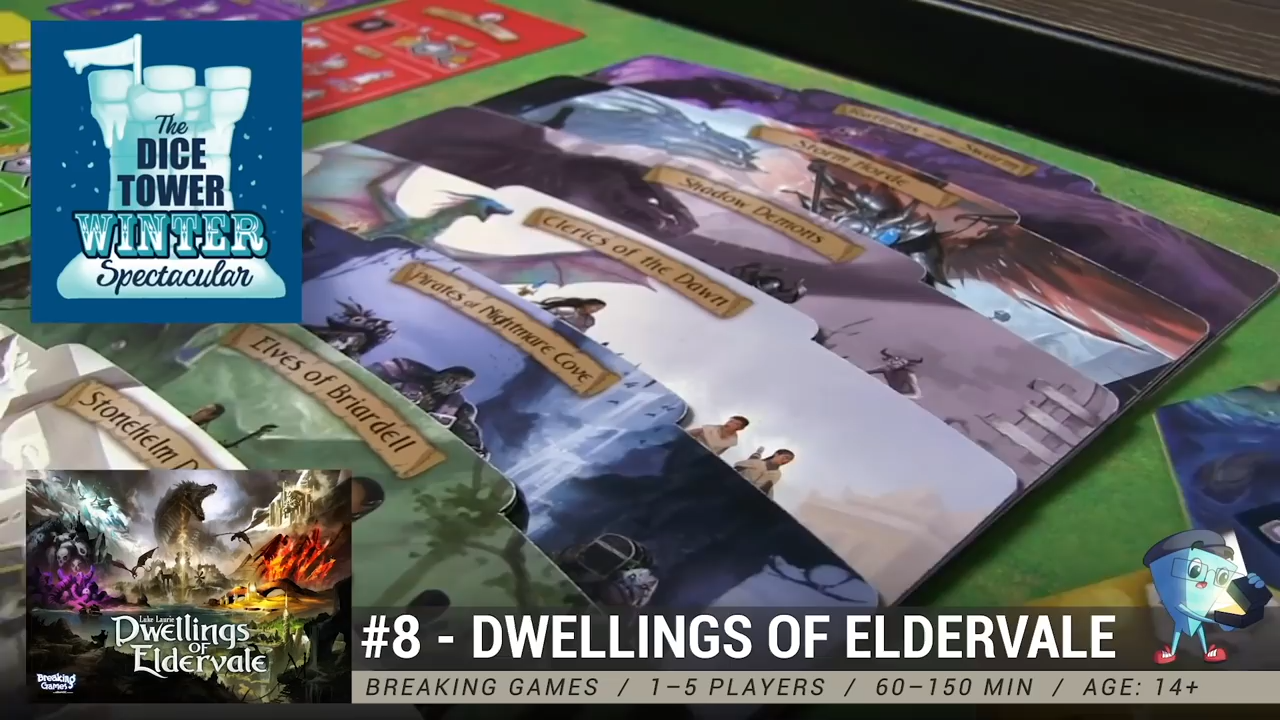 The
DICE
TOWER
WINTER
Spectacular
Storm Horde
Shadow Demons
Clerics of the Dawn
Pirates of Nightmare Cove
Elves of Briardell
Stonehelm
Luke Laurie's
Dwellings
OF
Eldervale
Breaking
Games
#8 - DWELLINGS OF ELDERVALE
BREAKING GAMES / 1–5 PLAYERS / 60–150 MIN / AGE: 14+